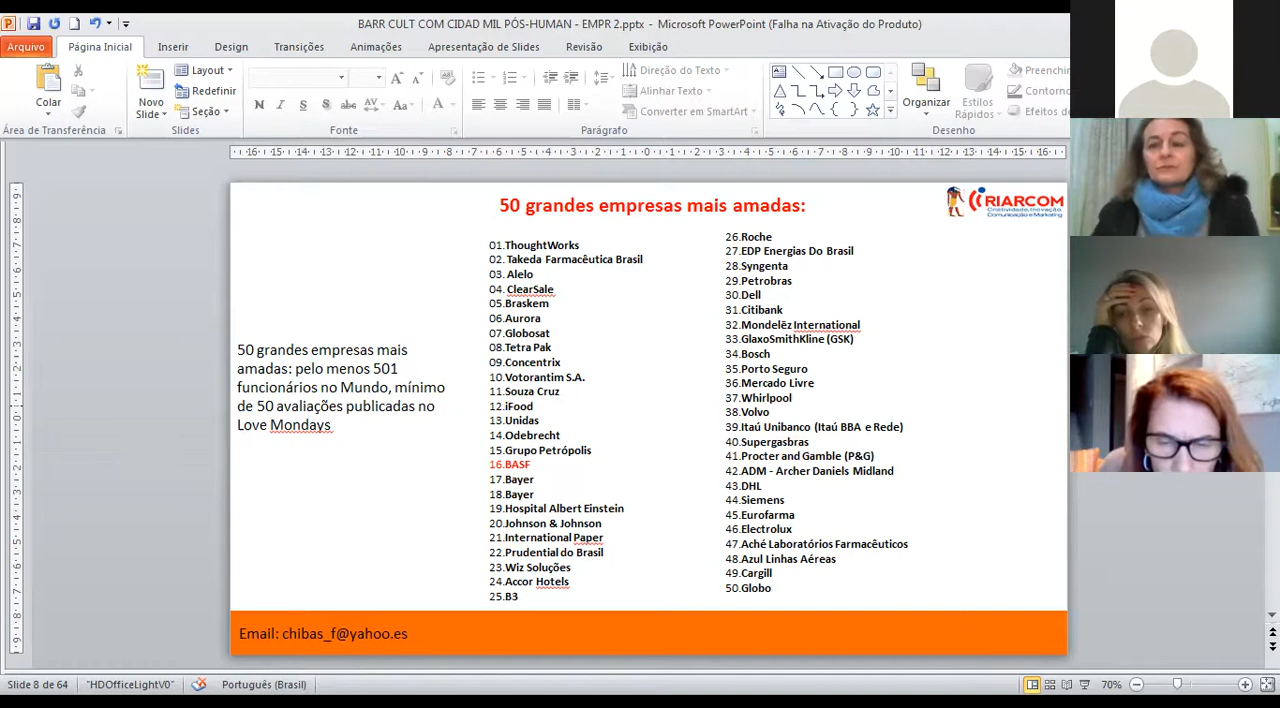 BARR CULT COM CIDAD MIL PÓS-HUMAN - EMPR 2.pptx - Microsoft PowerPoint (Falha na Ativação do Produto)
Arquivo
Página Inicial
Inserir
Design
Transições
Animações
Apresentação de Slides
Revisão
Exibição
Colar
Novo
Slide
Layout
Redefinir
Seção
Direção do Texto
Alinhar Texto
Converter em SmartArt
Organizar
Estilos
Rápidos
Preenchi
Contorno
Efeitos de
Área de Transferência
Slides
Fonte
Parágrafo
Desenho
50 grandes empresas mais amadas:
RIARCOM
Criatividade, Inovação,
Comunicação e Marketing
50 grandes empresas mais
amadas: pelo menos 501
funcionários no Mundo, mínimo
de 50 avaliações publicadas no
Love Mondays
01.ThoughtWorks
02. Takeda Farmacêutica Brasil
03. Alelo
04. ClearSale
05.Braskem
06.Aurora
07.Globosat
08.Tetra Pak
09.Concentrix
10.Votorantim S.A.
11.Souza Cruz
12.iFood
13.Unidas
14.Odebrecht
15.Grupo Petrópolis
16.BASF
17.Bayer
18.Bayer
19.Hospital Albert Einstein
20.Johnson & Johnson
21.International Paper
22.Prudential do Brasil
23.Wiz Soluções
24.Accor Hotels
25.B3
26.Roche
27.EDP Energias Do Brasil
28.Syngenta
29.Petrobras
30.Dell
31.Citibank
32.Mondelēz International
33.GlaxoSmithKline (GSK)
34.Bosch
35.Porto Seguro
36.Mercado Livre
37.Whirlpool
38.Volvo
39.Itaú Unibanco (Itaú BBA e Rede)
40.Supergasbras
41.Procter and Gamble (P&G)
42.ADM - Archer Daniels Midland
43.DHL
44.Siemens
45.Eurofarma
46.Electrolux
47.Aché Laboratórios Farmacêuticos
48.Azul Linhas Aéreas
49.Cargill
50.Globo
Email: chibas_f@yahoo.es
Slide 8 de 64
"HDOfficeLightV0"
Português (Brasil)
70%